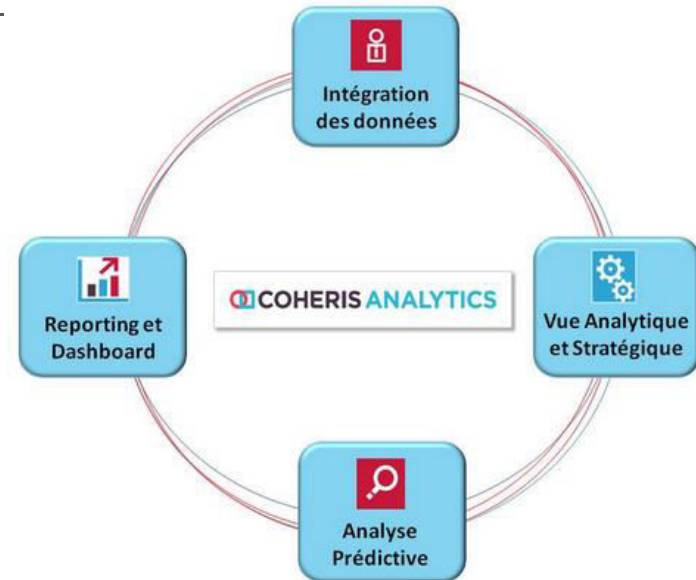 Intégration
des données
Reporting et
Dashboard
COHERIS ANALYTICS
Vue Analytique
et Stratégique
Analyse
Prédictive